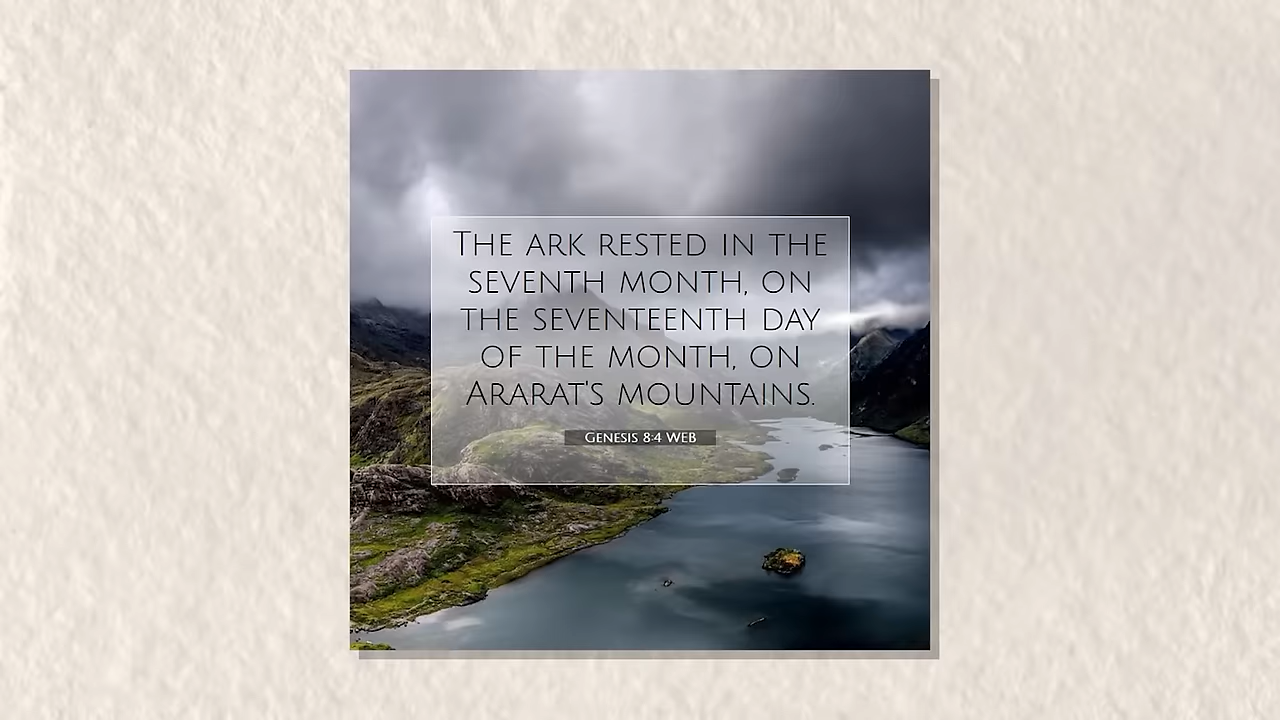 The ark rested in the
seventh month, on
the seventeenth day
of the month, on
Ararat's mountains.
Genesis 8:4 WEB